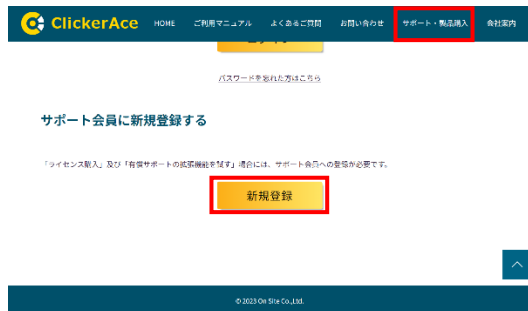 ClickerAce HOME ご利用マニュアル よくあるご質問 お問い合わせ サポート・製品購入 会社案内
パスワードを忘れた方はこちら
サポート会員に新規登録する
「ライセンス購入」及び「有償サポートの拡張機能を試す」場合には、サポート会員への登録が必要です。
新規登録
© 2023 On Site Co.,Ltd.